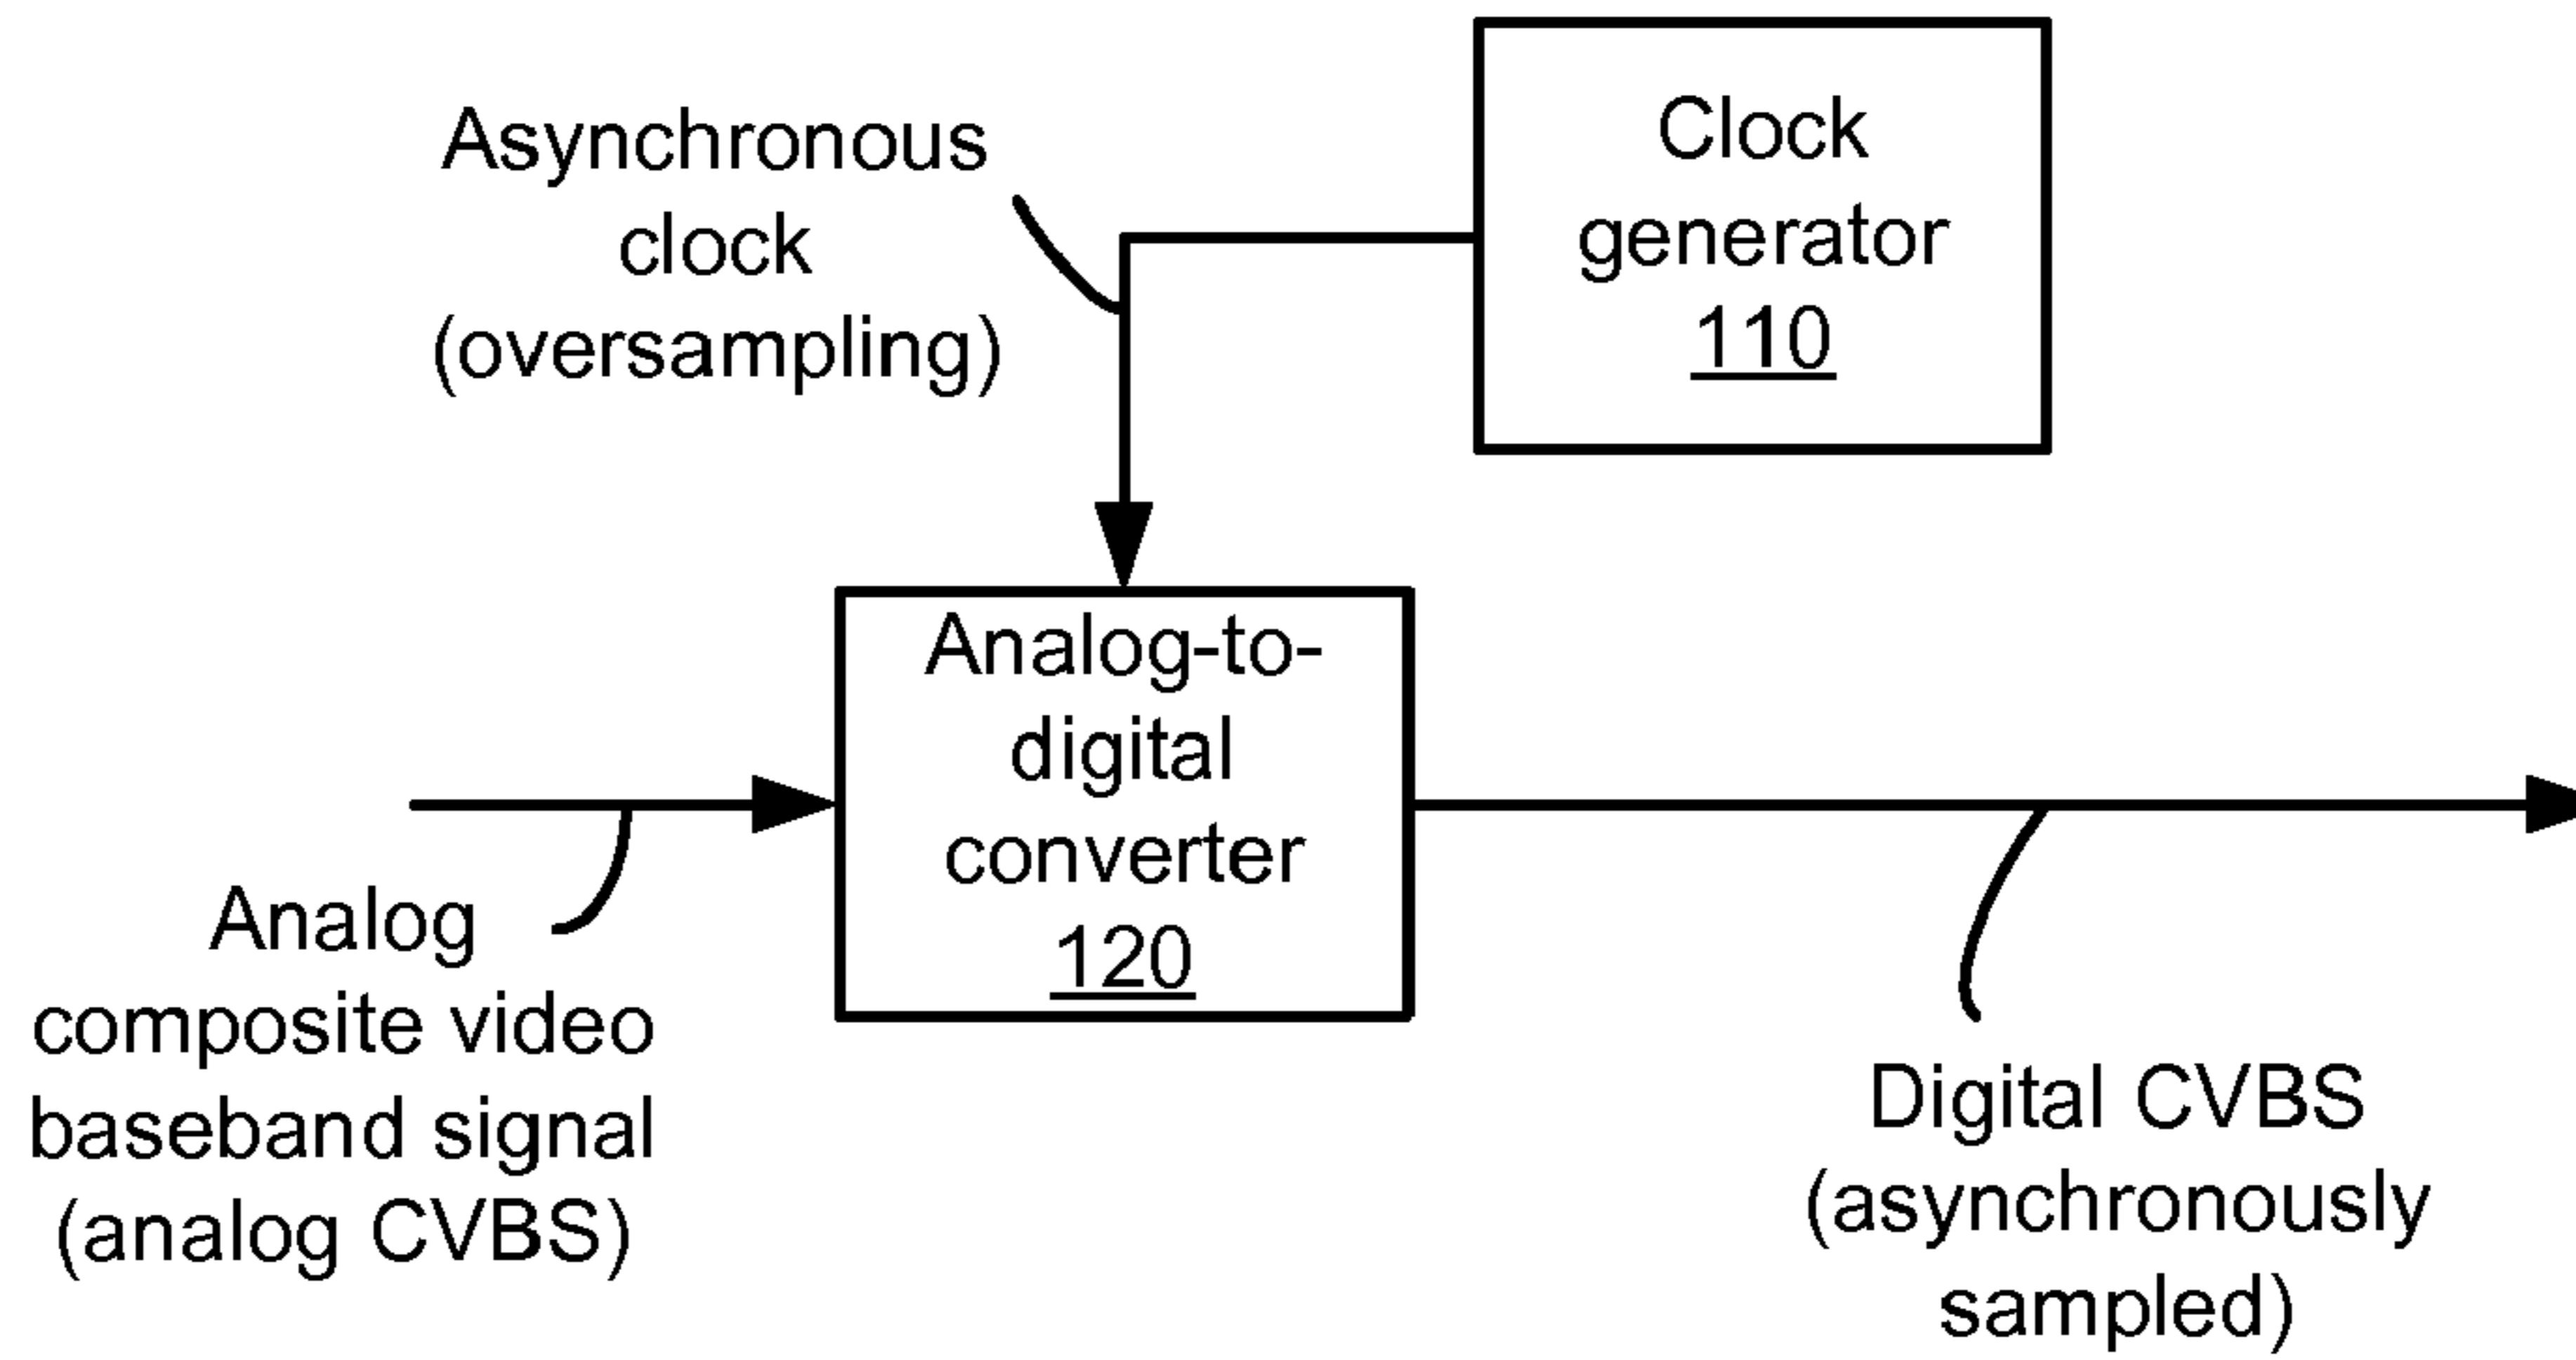 Asynchronous
clock
(oversampling)
Clock
generator
110
Analog-to-
digital
converter
120
Analog
composite video
baseband signal
(analog CVBS)
Digital CVBS
(asynchronously
sampled)